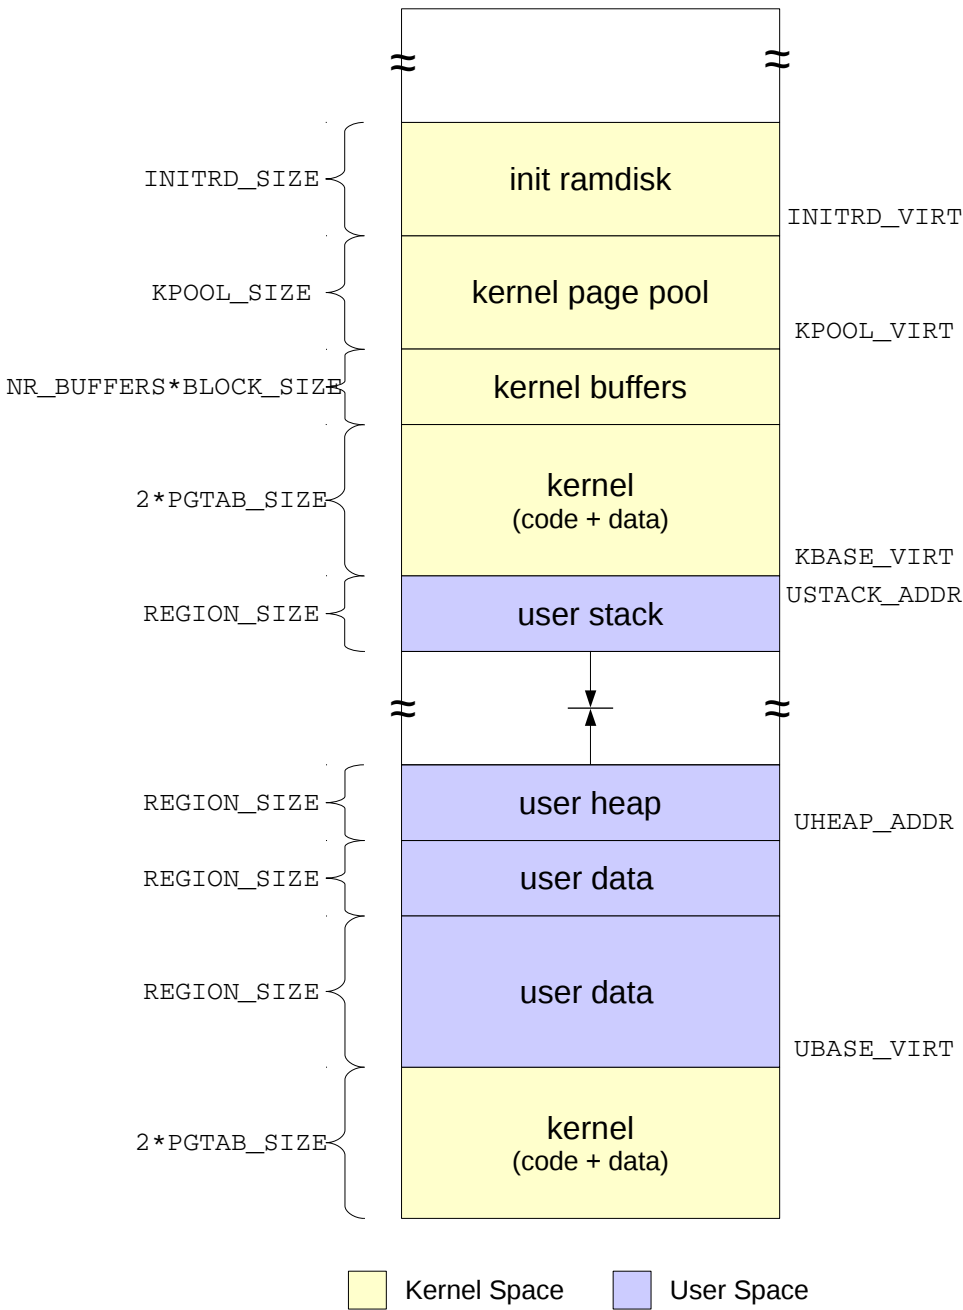 INITRD_SIZE
init ramdisk
INITRD_VIRT
KPOOL_SIZE
kernel page pool
KPOOL_VIRT
NR_BUFFERS*BLOCK_SIZE
kernel buffers
2*PGTAB_SIZE
kernel
(code + data)
KBASE_VIRT
USTACK_ADDR
REGION_SIZE
user stack
REGION_SIZE
user heap
UHEAP_ADDR
REGION_SIZE
user data
REGION_SIZE
user data
UBASE_VIRT
2*PGTAB_SIZE
kernel
(code + data)
Kernel Space
User Space